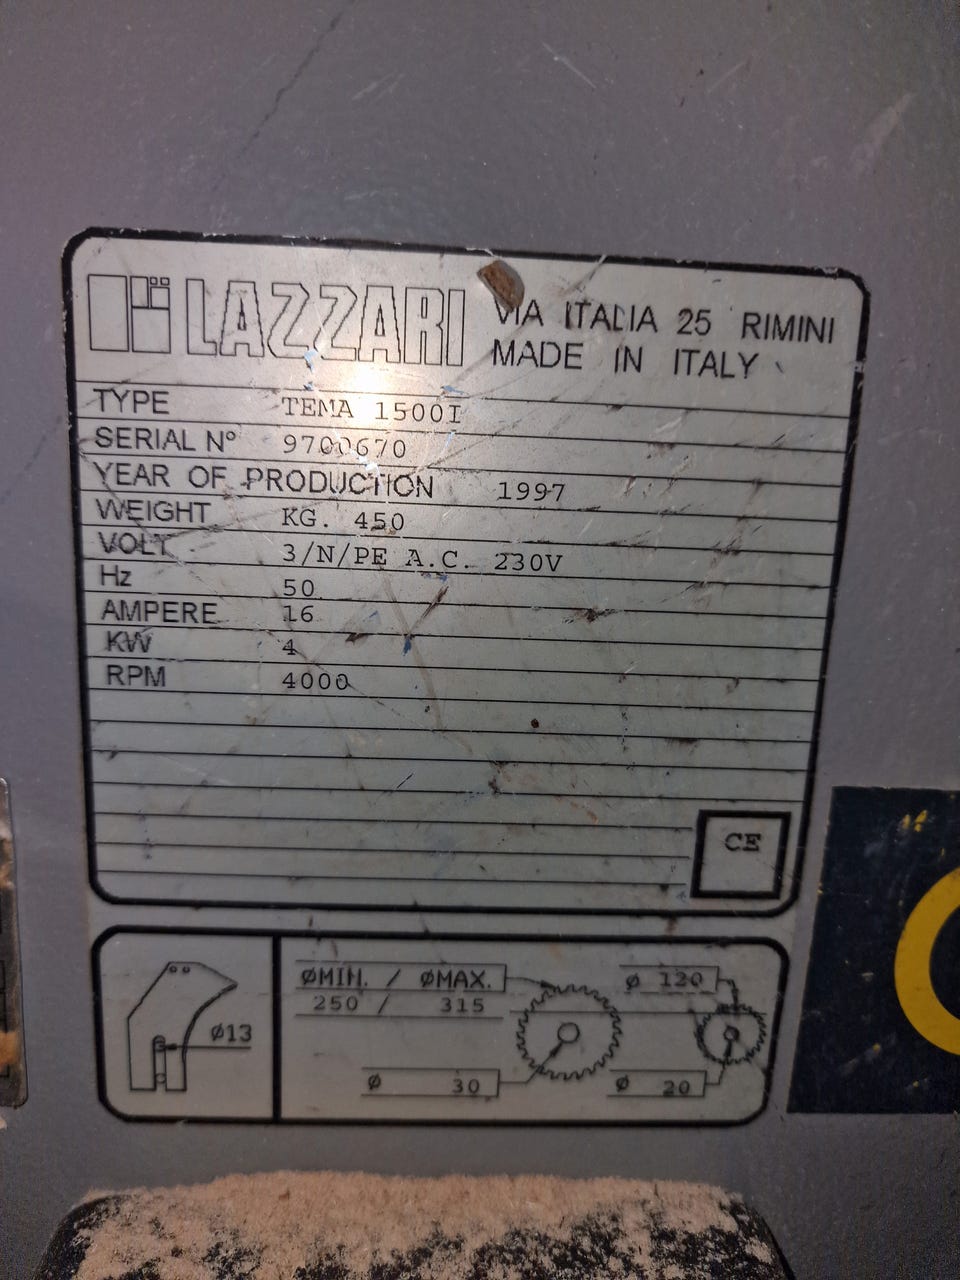 LAZZARI
VIA ITALIA 25 RIMINI
MADE IN ITALY
TYPE TEMA 1500I
SERIAL N° 9700670
YEAR OF PRODUCTION 1997
WEIGHT KG. 450
VOLT 3/N/PE A.C. 230V
Hz 50
AMPERE 16
KW 4
RPM 4000
CE
ØMIN. / ØMAX.
250 / 315
Ø 120
Ø13
Ø 30
Ø 20